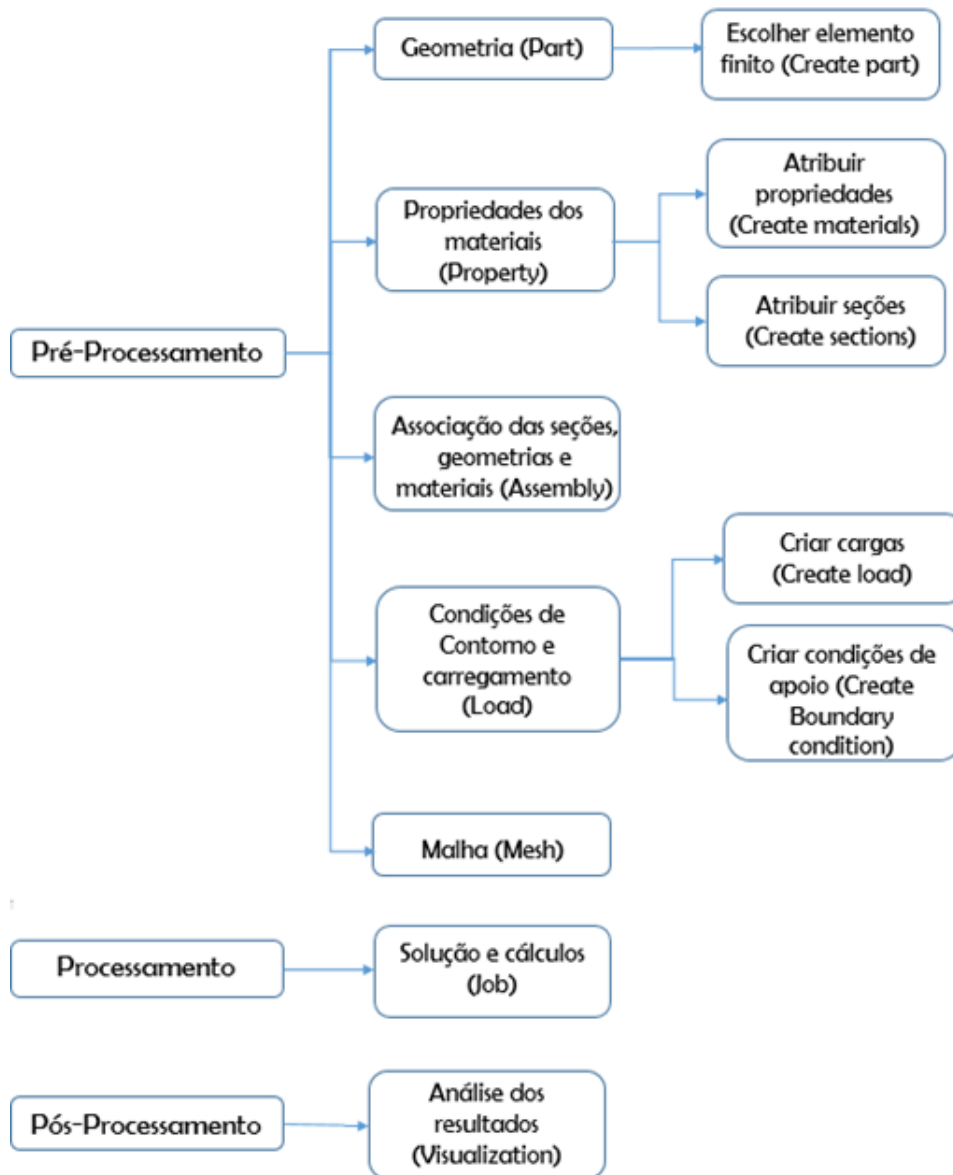 Geometria (Part)
Escolher elemento
finito (Create part)
Propriedades dos
materiais
(Property)
Atribuir
propriedades
(Create materials)
Atribuir seções
(Create sections)
Pré-Processamento
Associação das seções,
geometrias e
materiais (Assembly)
Condições de
Contorno e
carregamento
(Load)
Criar cargas
(Create load)
Criar condições de
apoio (Create
Boundary
condition)
Malha (Mesh)
Processamento
Solução e cálculos
(Job)
Pós-Processamento
Análise dos
resultados
(Visualization)